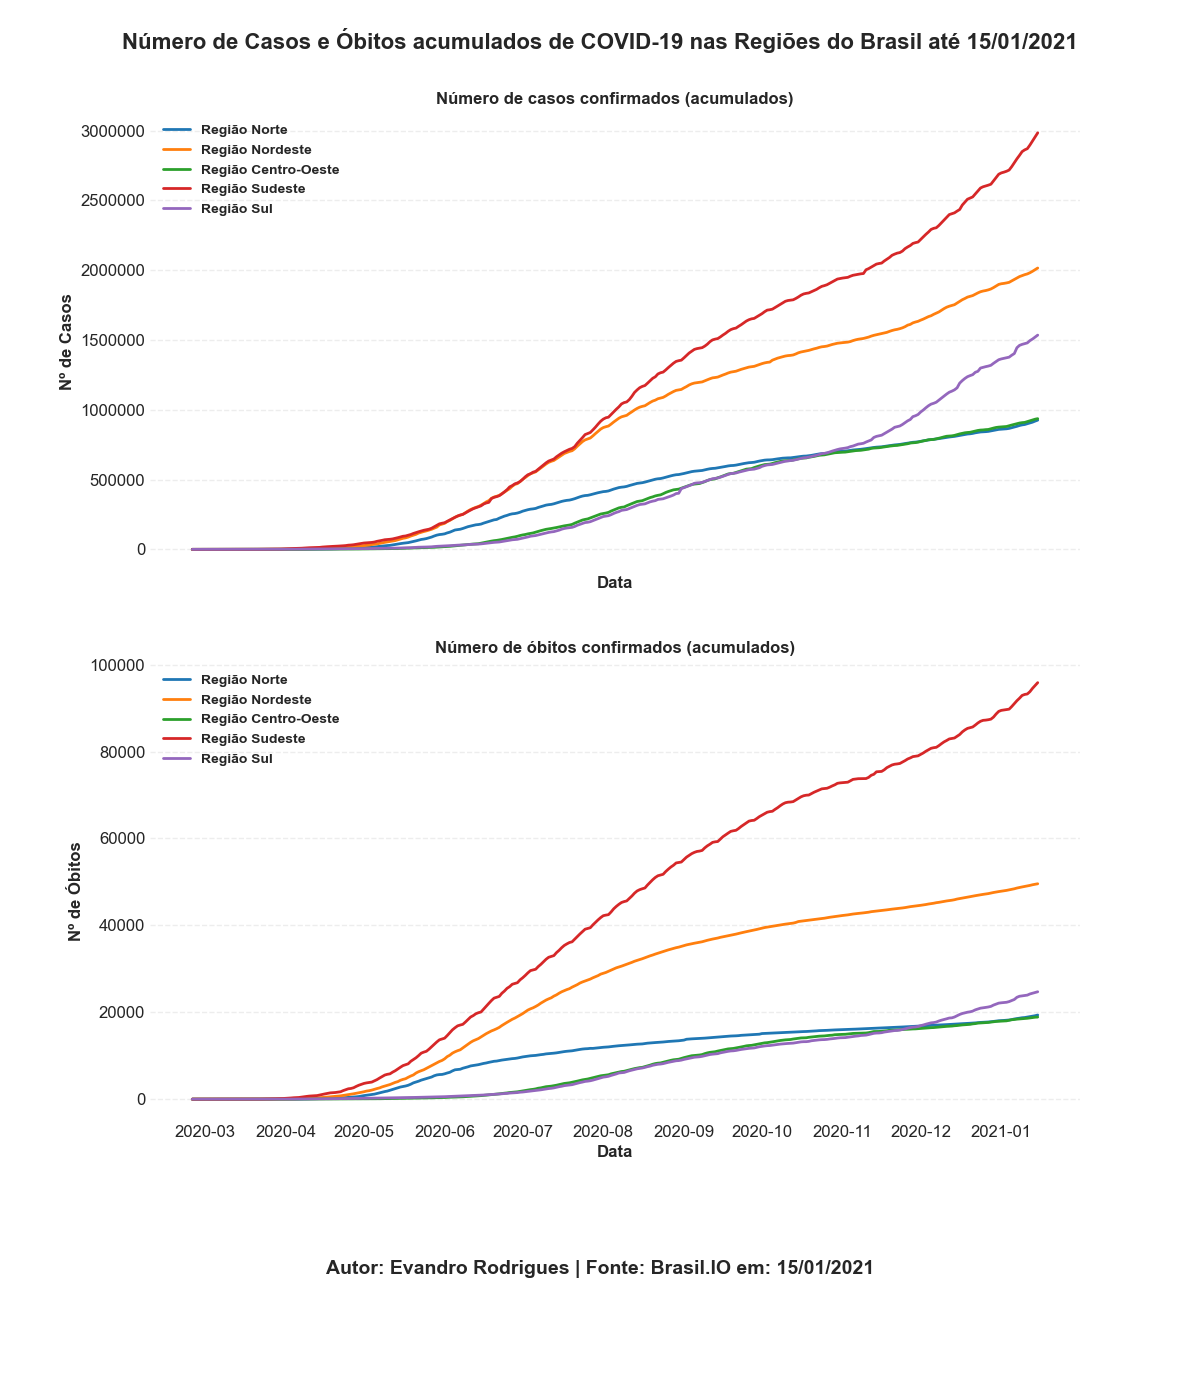 Número de Casos e Óbitos acumulados de COVID-19 nas Regiões do Brasil até 15/01/2021
Número de casos confirmados (acumulados)
Região Norte
Região Nordeste
Região Centro-Oeste
Região Sudeste
Região Sul
3000000
2500000
2000000
1500000
1000000
500000
0
Nº de Casos
Data
Número de óbitos confirmados (acumulados)
Região Norte
Região Nordeste
Região Centro-Oeste
Região Sudeste
Região Sul
100000
80000
60000
40000
20000
0
Nº de Óbitos
2020-03 2020-04 2020-05 2020-06 2020-07 2020-08 2020-09 2020-10 2020-11 2020-12 2021-01
Data
Autor: Evandro Rodrigues | Fonte: Brasil.IO em: 15/01/2021